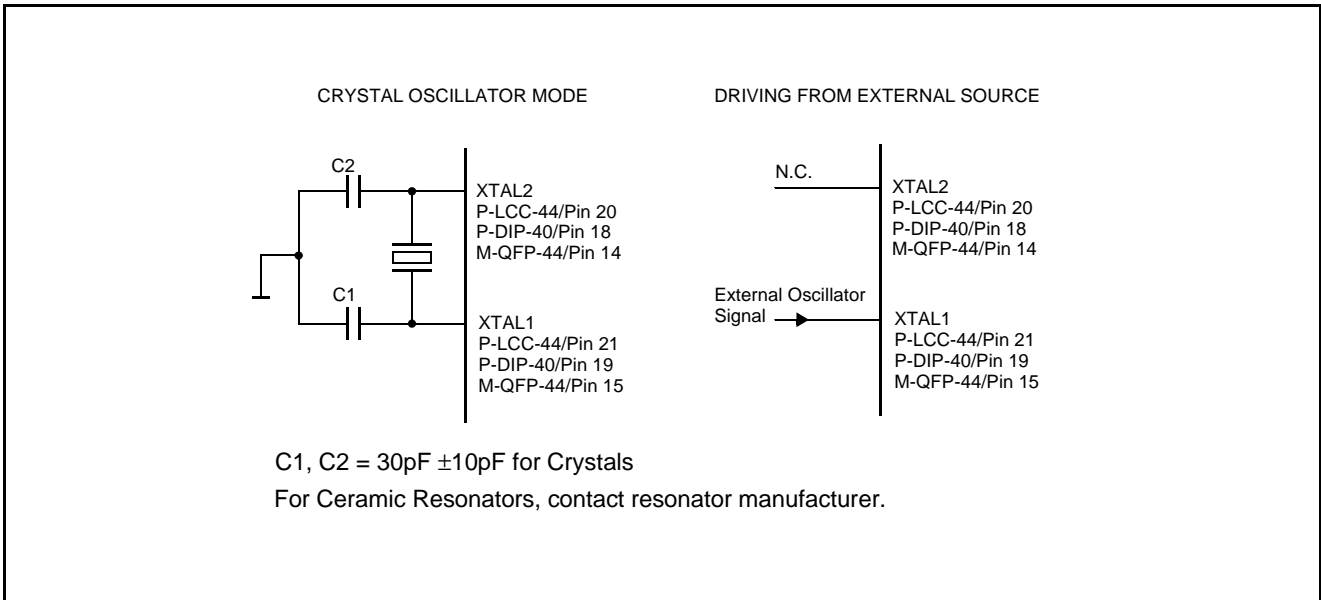 CRYSTAL OSCILLATOR MODE
C2
XTAL2
P-LCC-44/Pin 20
P-DIP-40/Pin 18
M-QFP-44/Pin 14
C1
XTAL1
P-LCC-44/Pin 21
P-DIP-40/Pin 19
M-QFP-44/Pin 15
DRIVING FROM EXTERNAL SOURCE
N.C.
XTAL2
P-LCC-44/Pin 20
P-DIP-40/Pin 18
M-QFP-44/Pin 14
External Oscillator
Signal
XTAL1
P-LCC-44/Pin 21
P-DIP-40/Pin 19
M-QFP-44/Pin 15
C1, C2 = 30pF ±10pF for Crystals
For Ceramic Resonators, contact resonator manufacturer.